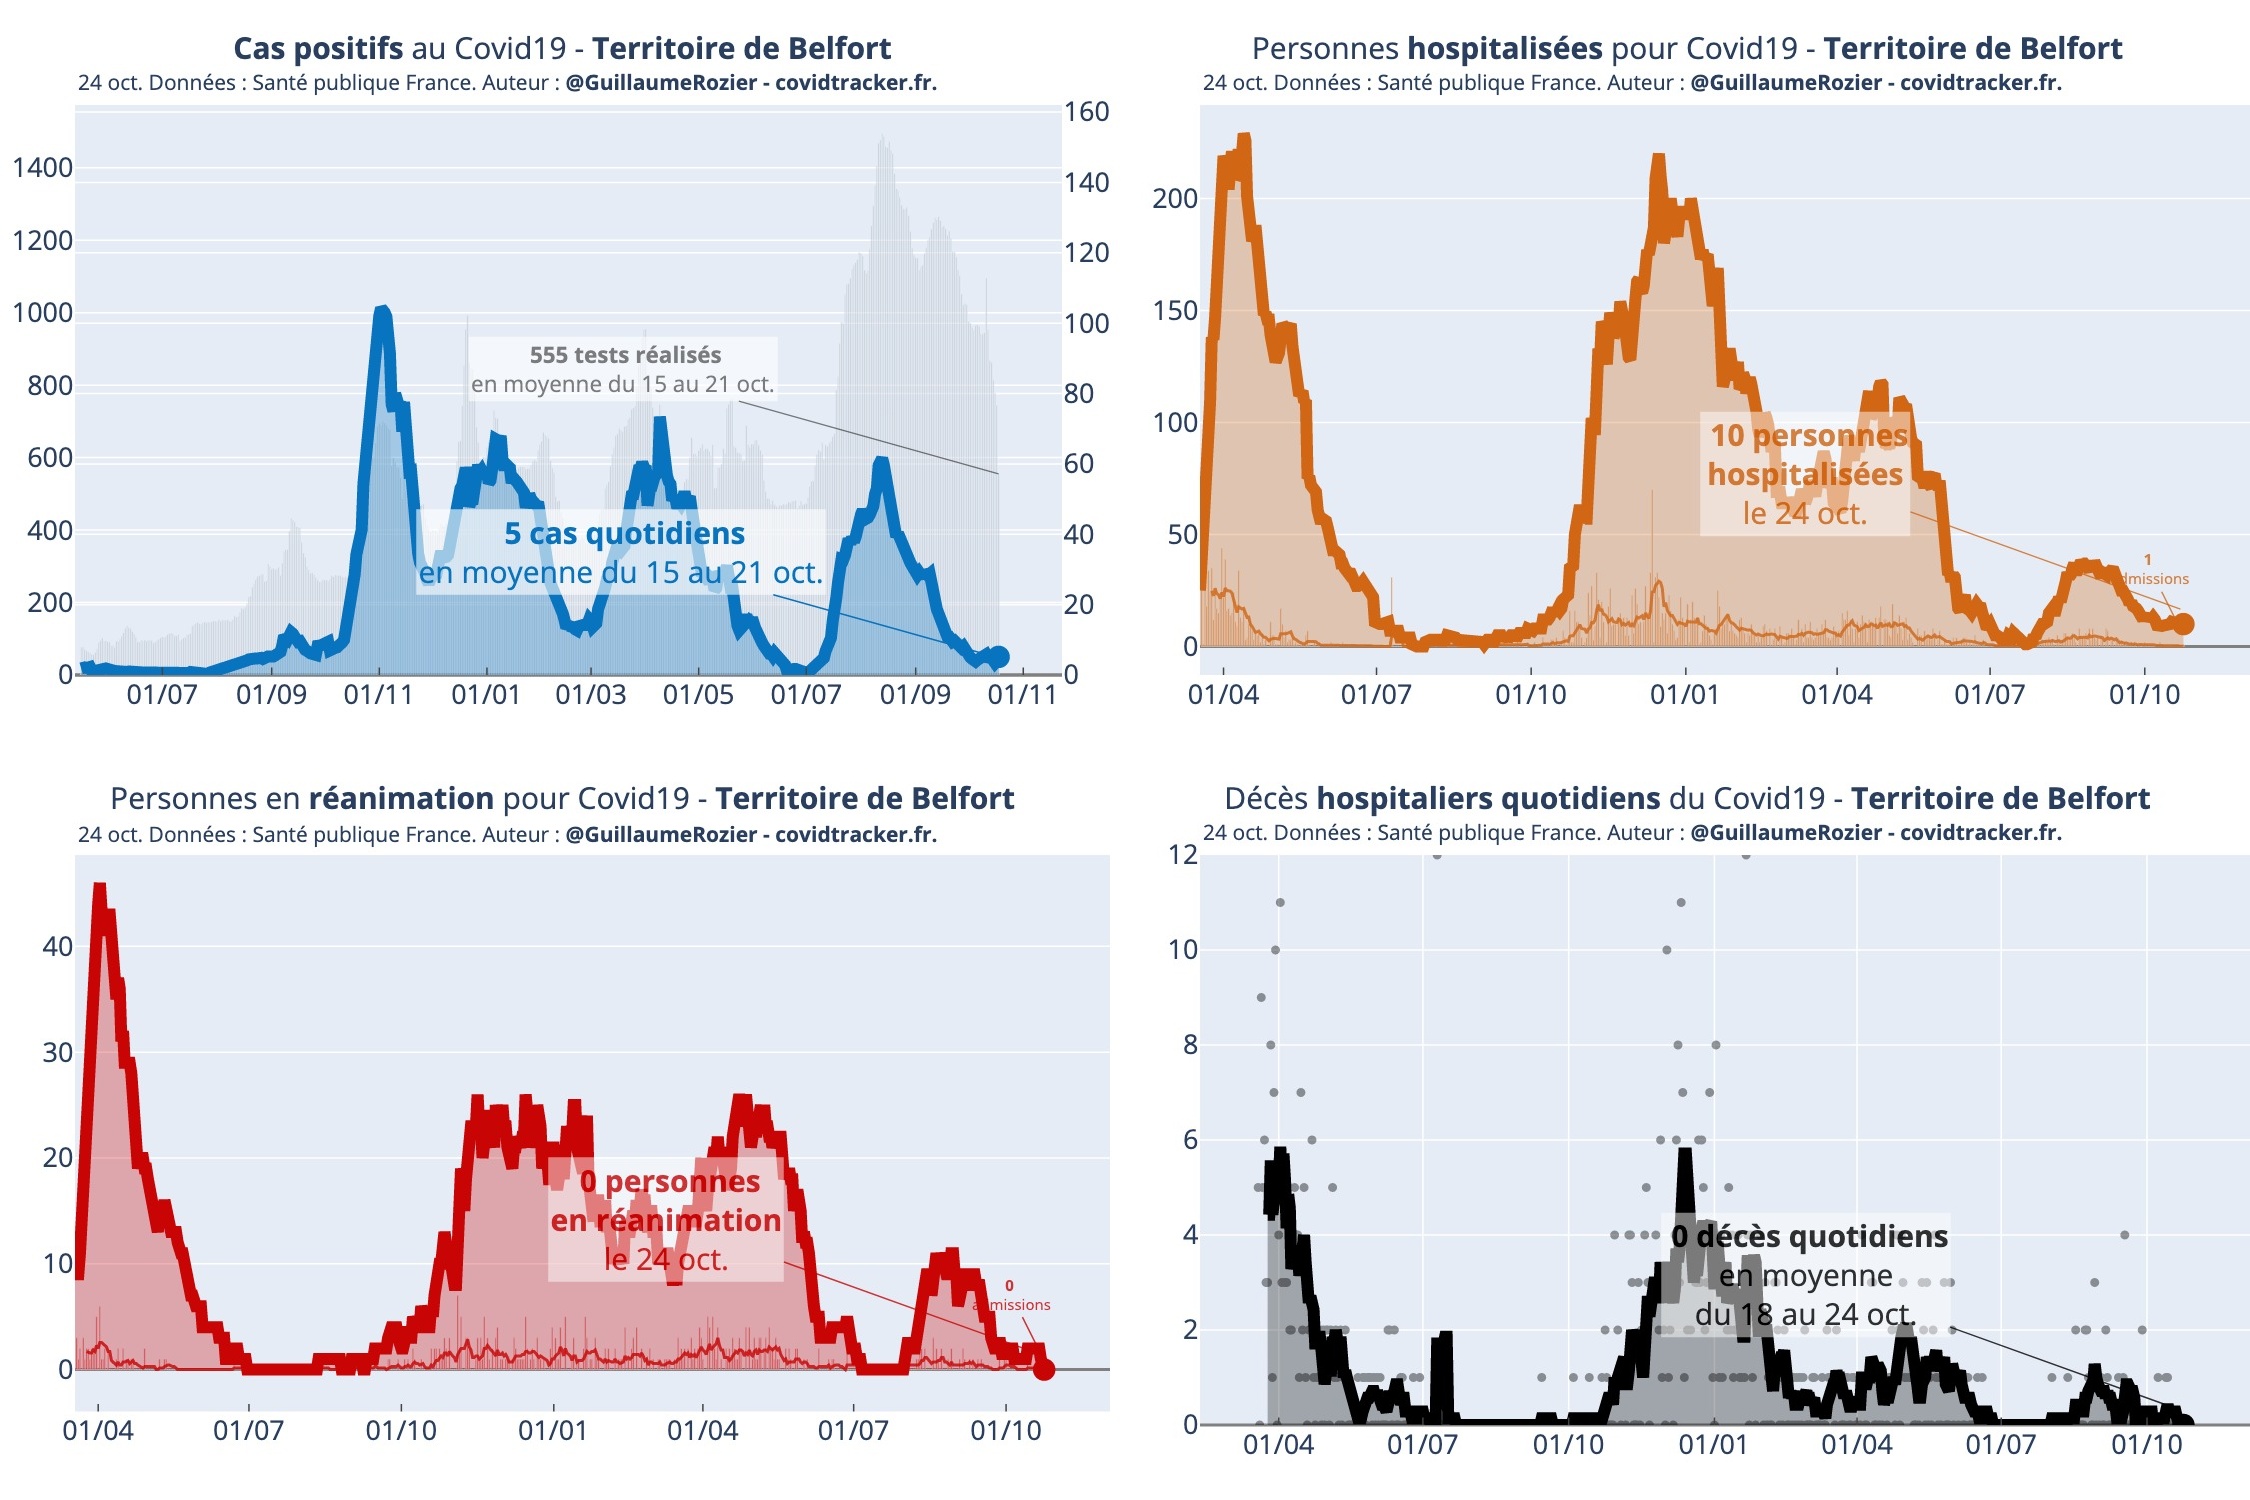 Cas positifs au Covid19 - Territoire de Belfort
24 oct. Données : Santé publique France. Auteur : @GuillaumeRozier - covidtracker.fr.
160
1400
140
1200
120
1000
100
800
80
600
60
400
40
200
20
0
0
555 tests réalisés
en moyenne du 15 au 21 oct.
5 cas quotidiens
en moyenne du 15 au 21 oct.
01/07 01/09 01/11 01/01 01/03 01/05 01/07 01/09 01/11
Personnes hospitalisées pour Covid19 - Territoire de Belfort
24 oct. Données : Santé publique France. Auteur : @GuillaumeRozier - covidtracker.fr.
200
150
100
50
0
10 personnes
hospitalisées
le 24 oct.
1
admissions
01/04 01/07 01/10 01/01 01/04 01/07 01/10
Personnes en réanimation pour Covid19 - Territoire de Belfort
24 oct. Données : Santé publique France. Auteur : @GuillaumeRozier - covidtracker.fr.
40
30
20
10
0
0 personnes
en réanimation
le 24 oct.
0
admissions
01/04 01/07 01/10 01/01 01/04 01/07 01/10
Décès hospitaliers quotidiens du Covid19 - Territoire de Belfort
24 oct. Données : Santé publique France. Auteur : @GuillaumeRozier - covidtracker.fr.
12
10
8
6
4
2
0
0 décès quotidiens
en moyenne
du 18 au 24 oct.
01/04 01/07 01/10 01/01 01/04 01/07 01/10